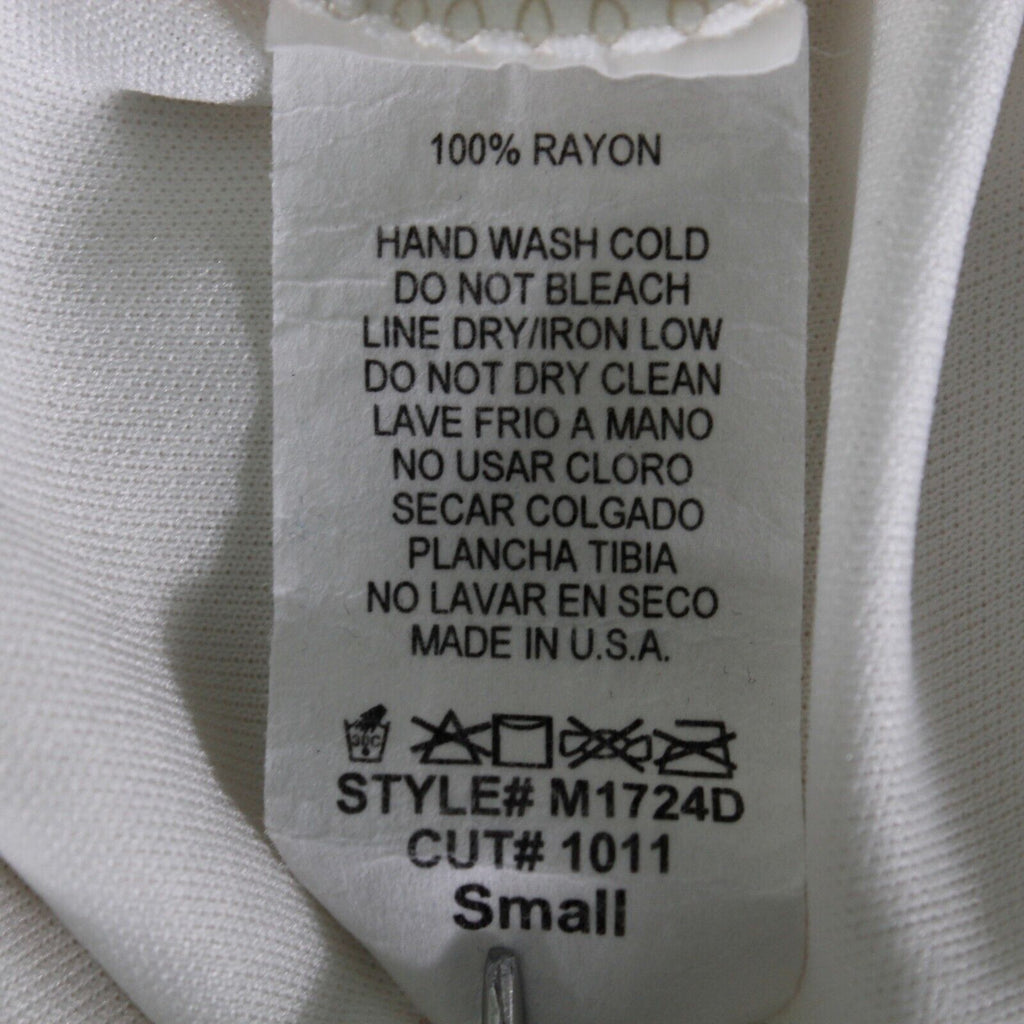 100% RAYON
HAND WASH COLD
DO NOT BLEACH
LINE DRY/IRON LOW
DO NOT DRY CLEAN
LAVE FRIO A MANO
NO USAR CLORO
SECAR COLGADO
PLANCHA TIBIA
NO LAVAR EN SECO
MADE IN U.S.A.
30C
STYLE# M1724D
CUT# 1011
Small